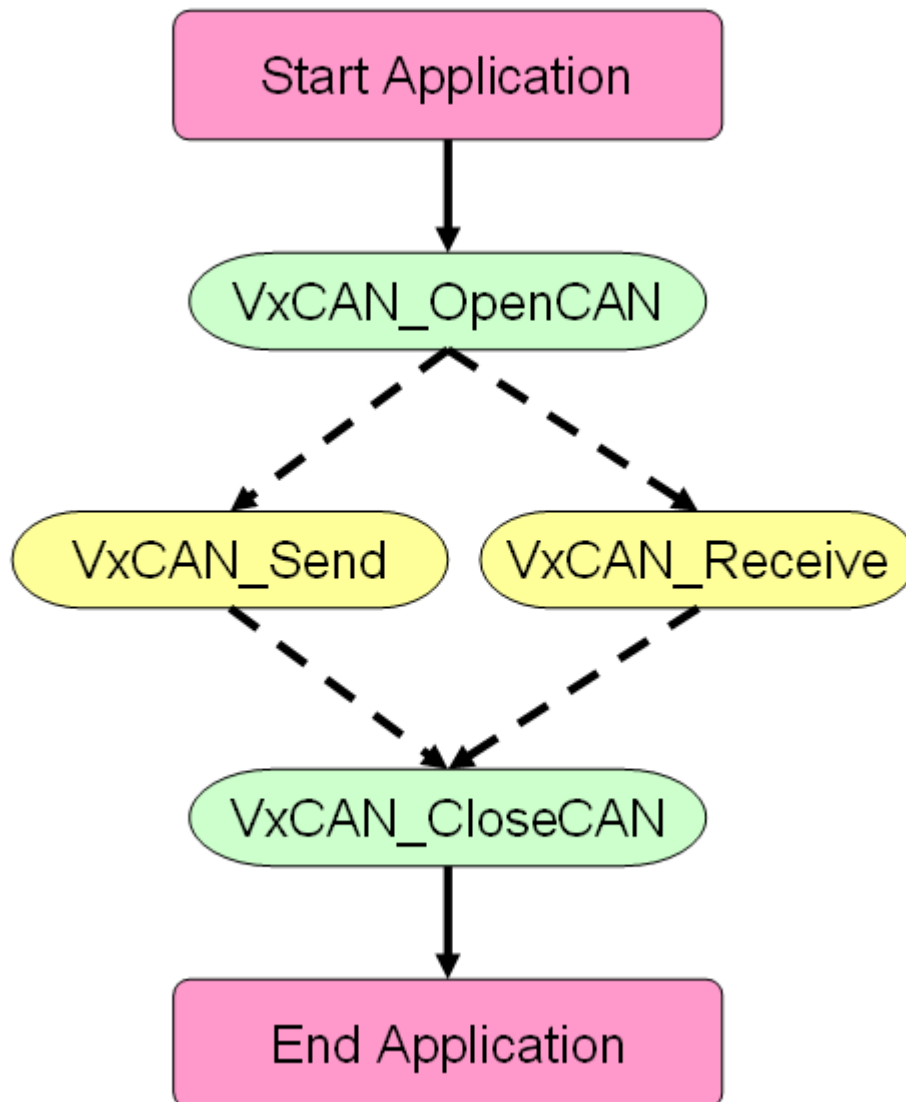 Start Application
VxCAN_OpenCAN
VxCAN_Send
VxCAN_Receive
VxCAN_CloseCAN
End Application